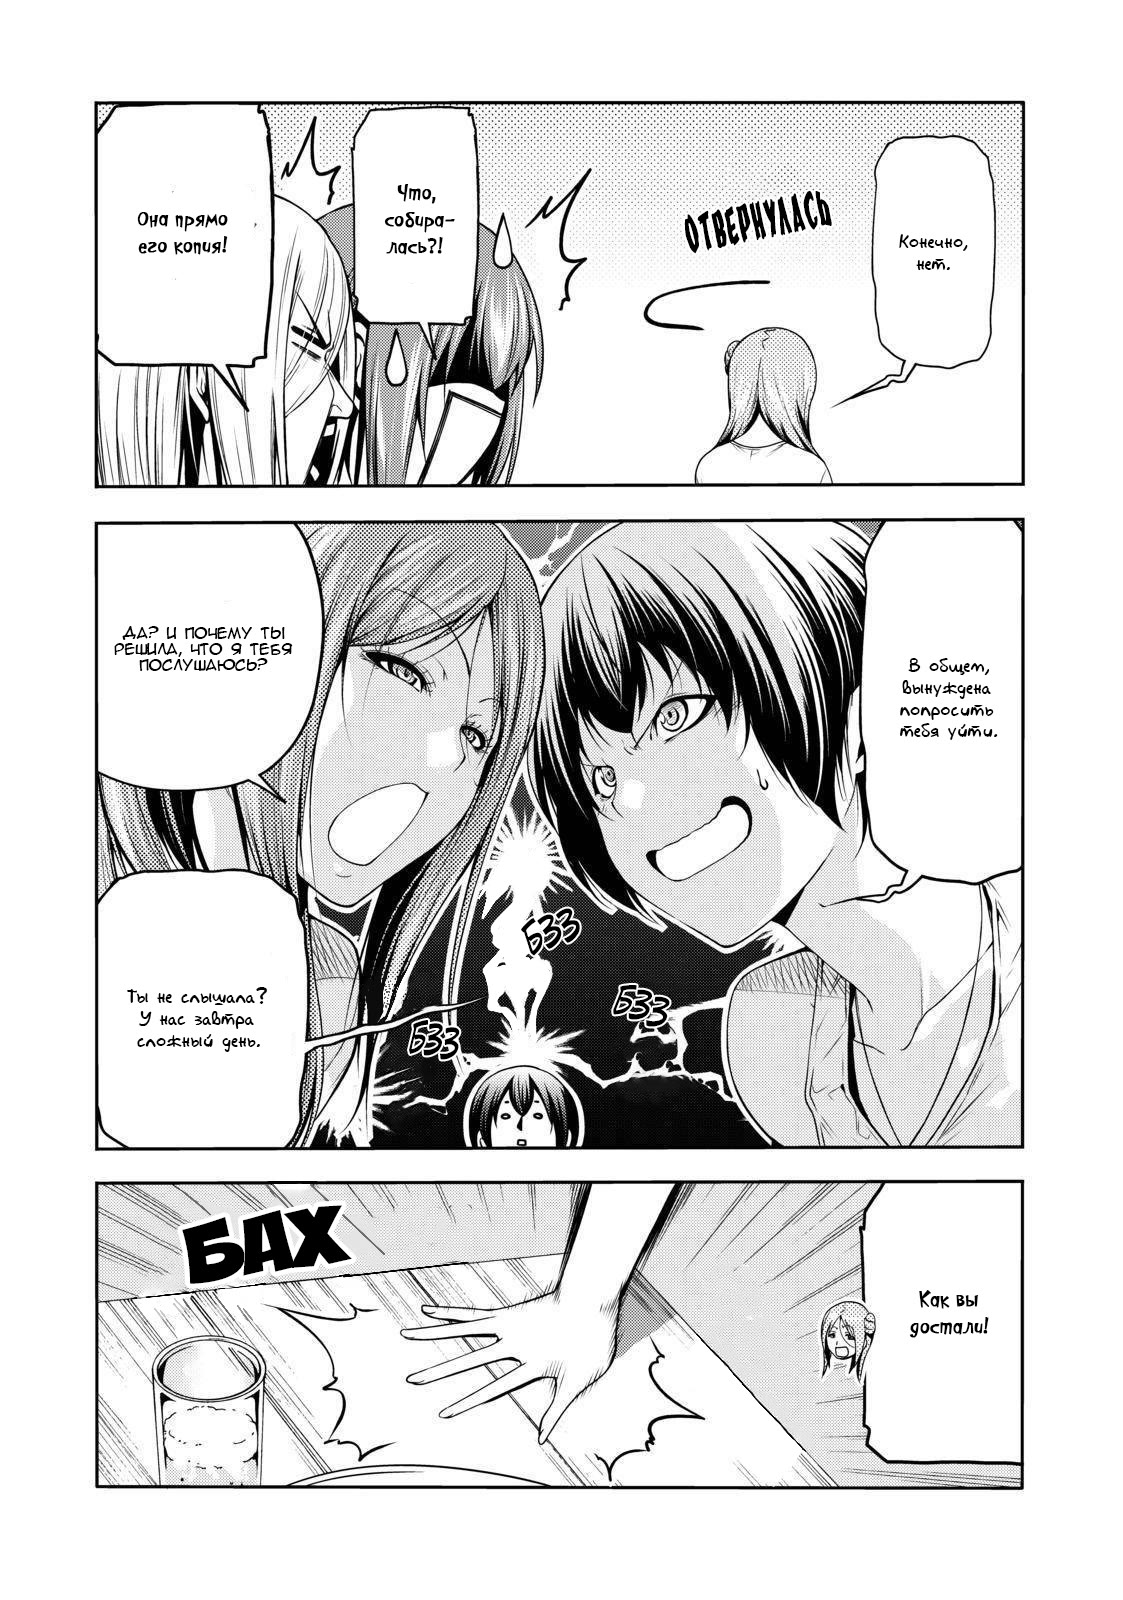 Конечно,
нет.
ОТВЕРНУЛАСЬ
Что,
собира-
лась?!
Она прямо
его копия!
В общем,
вынуждена
попросить
тебя уйти.
ДА? И ПОЧЕМУ ТЫ
РЕШИЛА, ЧТО Я ТЕБЯ
ПОСЛУШАЮСЬ?
БЗЗ
БЗЗ
БЗЗ
Ты не слышала?
У нас завтра
сложный день.
Как вы
достали!
БАХ